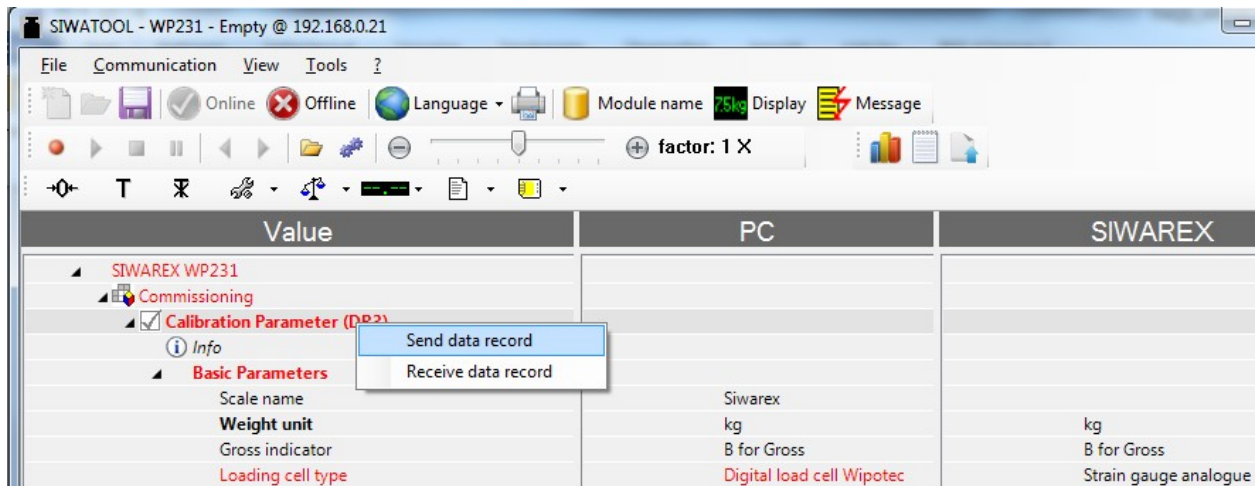 SIWATOOL - WP231 - Empty @ 192.168.0.21
File Communication View Tools ?
Online Offline Language 75kg Module name Display Message
factor: 1 X
T T
Value PC SIWAREX
SIWAREX WP231
Commissioning
Calibration Parameter (DR3)
Send data record
Info
Receive data record
Basic Parameters
Scale name Siwarex
Weight unit kg kg
Gross indicator B for Gross B for Gross
Loading cell type Digital load cell Wipotec Strain gauge analogue